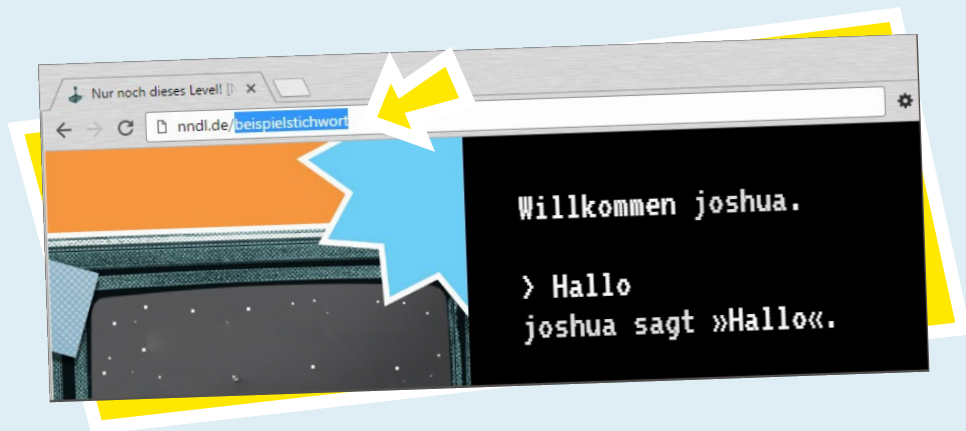 Nur noch dieses Level! [
nndl.de/beispielstichwort
Willkommen joshua.
> Hallo
joshua sagt »Hallo«.